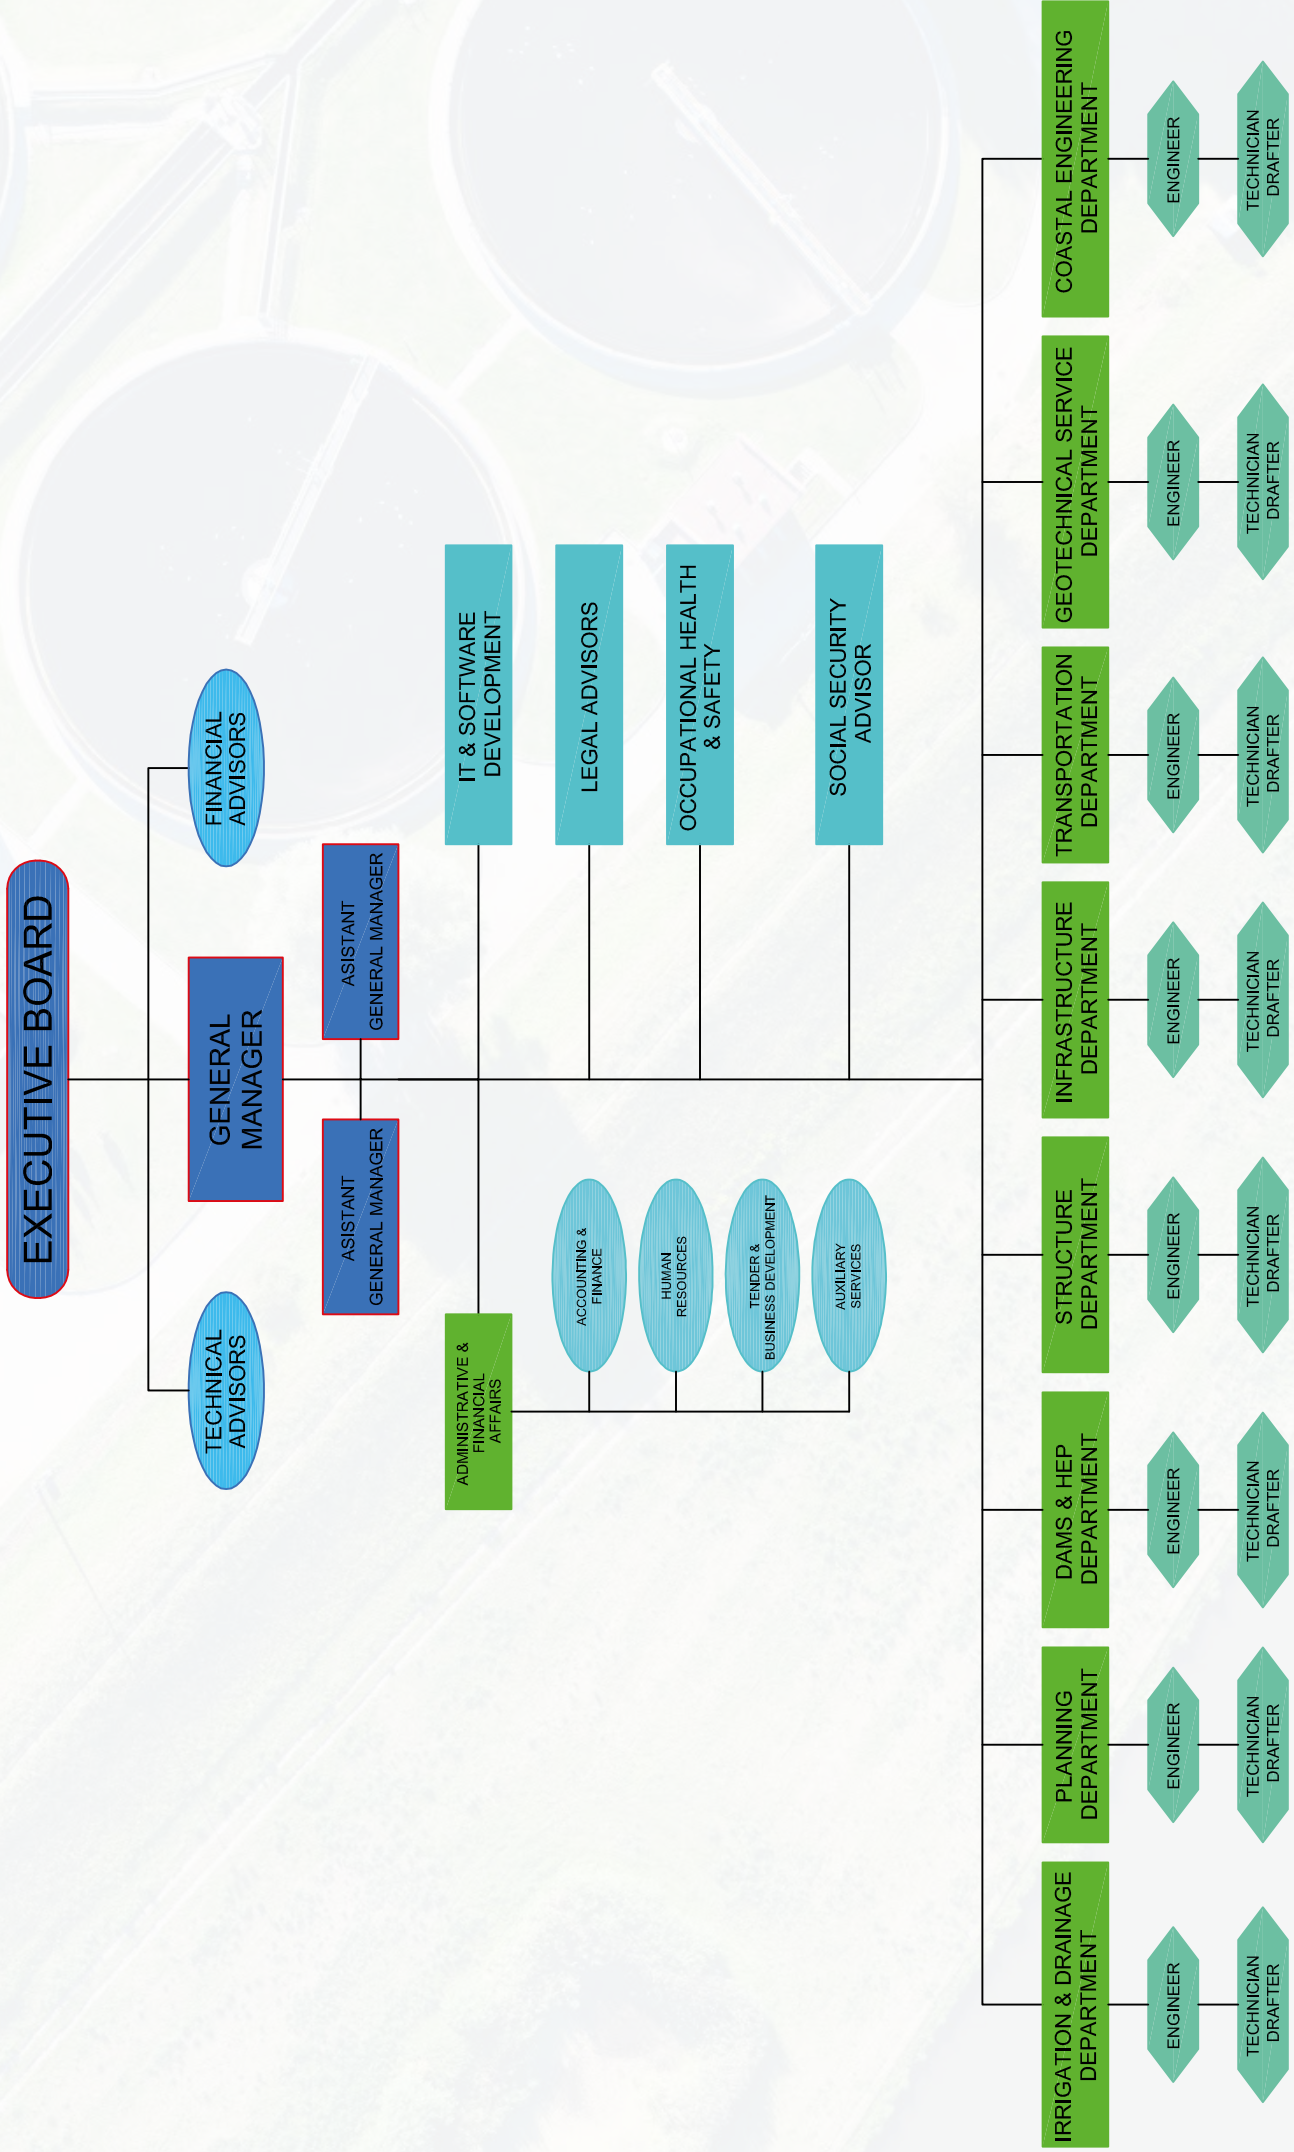 EXECUTIVE BOARD
TECHNICAL
ADVISORS
GENERAL
MANAGER
FINANCIAL
ADVISORS
ASISTANT
GENERAL MANAGER
ASISTANT
GENERAL MANAGER
ADMINISTRATIVE &
FINANCIAL
AFFAIRS
IT & SOFTWARE
DEVELOPMENT
ACCOUNTING &
FINANCE
LEGAL ADVISORS
HUMAN
RESOURCES
OCCUPATIONAL HEALTH
& SAFETY
TENDER &
BUSINESS DEVELOPMENT
AUXILIARY
SERVICES
SOCIAL SECURITY
ADVISOR
IRRIGATION & DRAINAGE
DEPARTMENT
PLANNING
DEPARTMENT
DAMS & HEP
DEPARTMENT
STRUCTURE
DEPARTMENT
INFRASTRUCTURE
DEPARTMENT
TRANSPORTATION
DEPARTMENT
GEOTECHNICAL SERVICE
DEPARTMENT
COASTAL ENGINEERING
DEPARTMENT
ENGINEER
ENGINEER
ENGINEER
ENGINEER
ENGINEER
ENGINEER
ENGINEER
ENGINEER
TECHNICIAN
DRAFTER
TECHNICIAN
DRAFTER
TECHNICIAN
DRAFTER
TECHNICIAN
DRAFTER
TECHNICIAN
DRAFTER
TECHNICIAN
DRAFTER
TECHNICIAN
DRAFTER
TECHNICIAN
DRAFTER